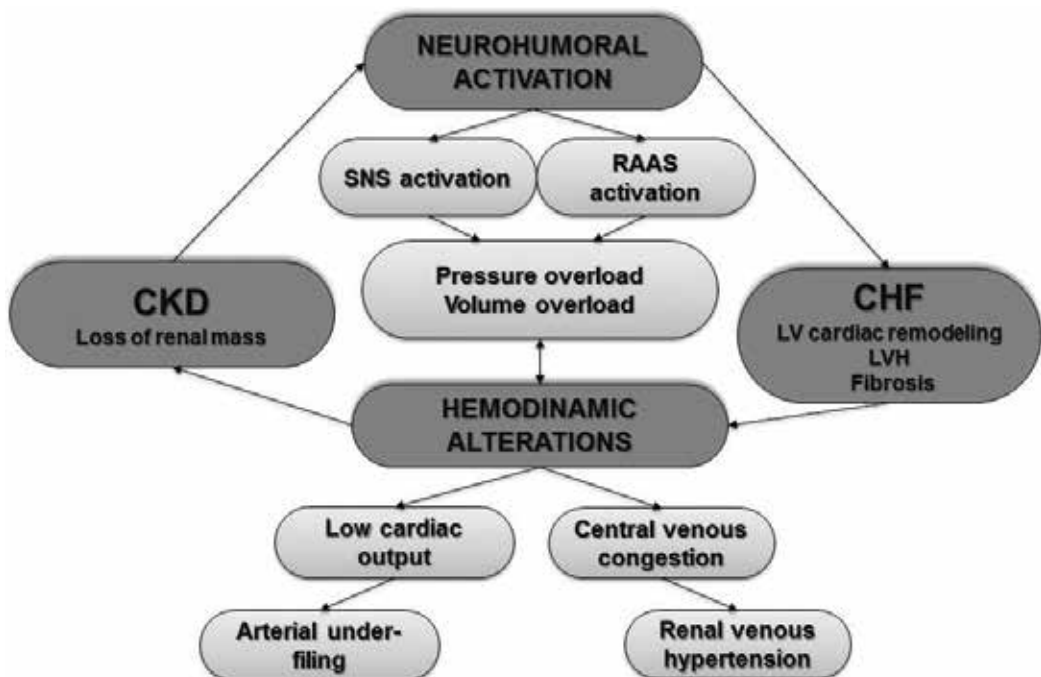 NEUROHUMORAL
ACTIVATION
SNS activation
RAAS
activation
Pressure overload
Volume overload
CKD
Loss of renal mass
CHF
LV cardiac remodeling
LVH
Fibrosis
HEMODINAMIC
ALTERATIONS
Low cardiac
output
Central venous
congestion
Arterial under-
filing
Renal venous
hypertension